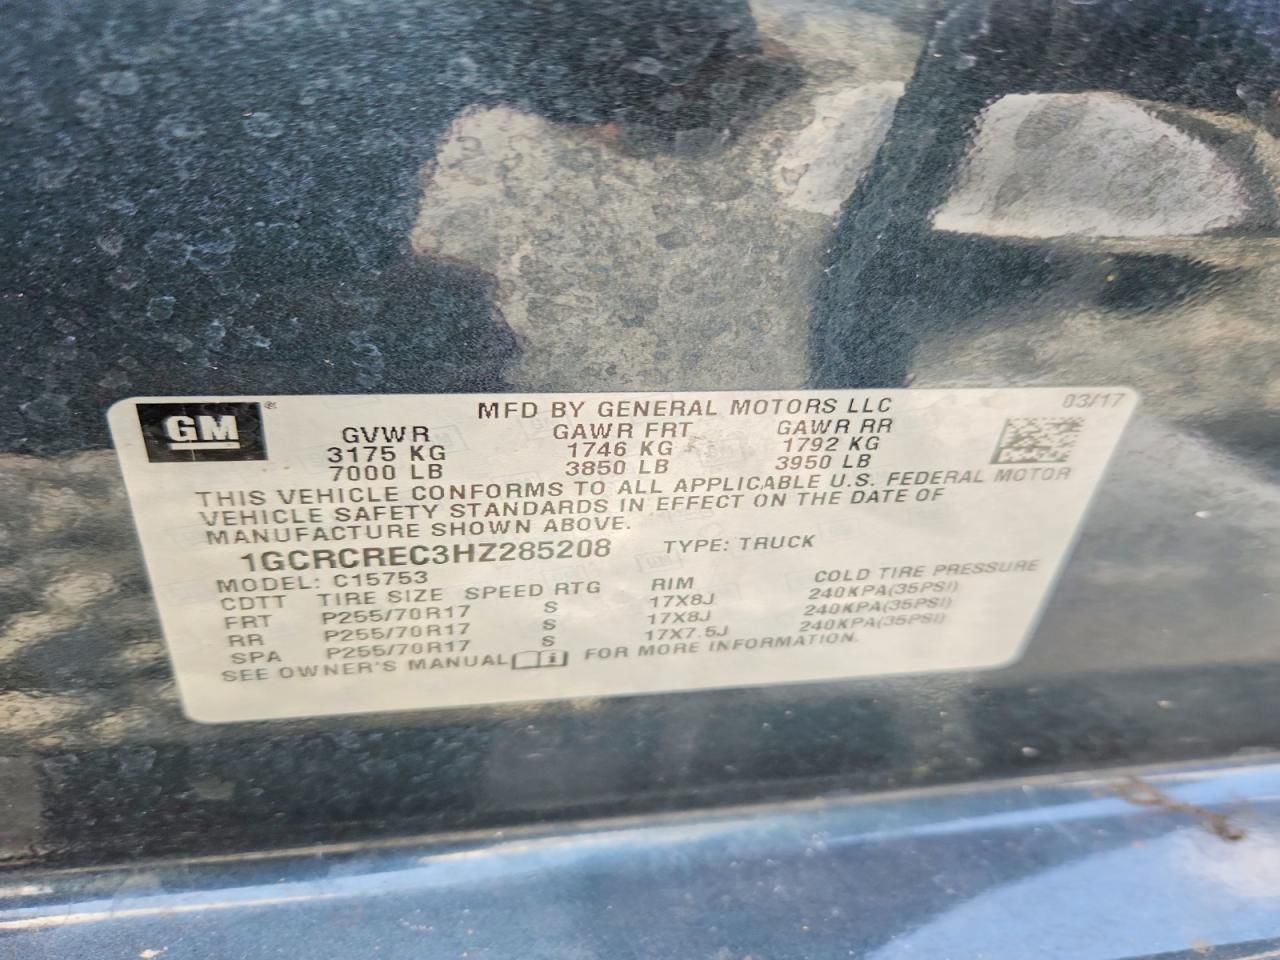 GM ®
MFD BY GENERAL MOTORS LLC
03/17
GVWR GAWR FRT GAWR RR
3175 KG 1746 KG 1792 KG
7000 LB 3850 LB 3950 LB
THIS VEHICLE CONFORMS TO ALL APPLICABLE U.S. FEDERAL MOTOR
VEHICLE SAFETY STANDARDS IN EFFECT ON THE DATE OF
MANUFACTURE SHOWN ABOVE.
1GCRCREC3HZ285208 TYPE: TRUCK
MODEL: C15753
CDTT TIRE SIZE SPEED RTG RIM COLD TIRE PRESSURE
FRT P255/70R17 S 17X8J 240KPA(35PSI)
RR P255/70R17 S 17X8J 240KPA(35PSI)
SPA P255/70R17 S 17X7.5J 240KPA(35PSI)
SEE OWNER'S MANUAL i FOR MORE INFORMATION.